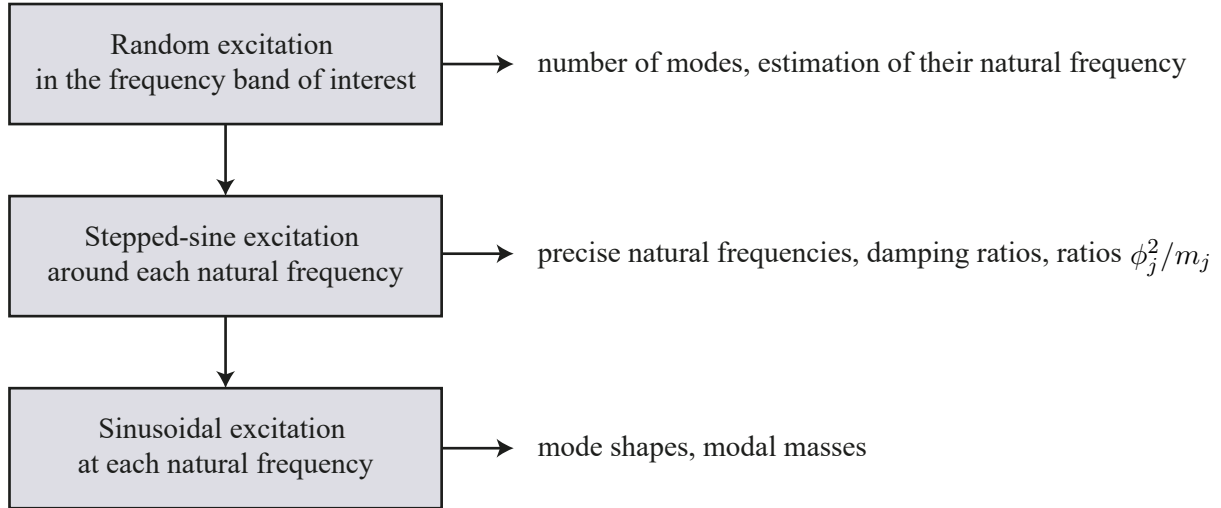 Random excitation
in the frequency band of interest
number of modes, estimation of their natural frequency
Stepped-sine excitation
around each natural frequency
precise natural frequencies, damping ratios, ratios $\phi_j^2/m_j$
Sinusoidal excitation
at each natural frequency
mode shapes, modal masses